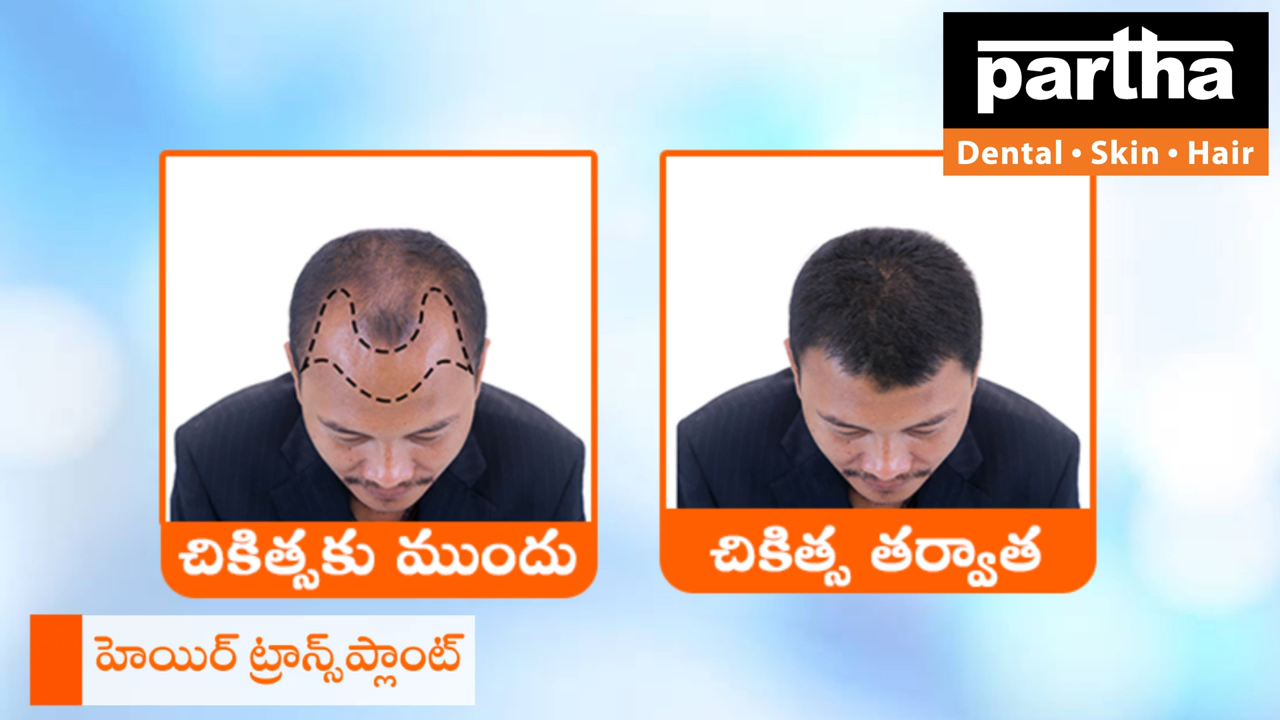 partha
Dental • Skin • Hair
చికిత్సకు ముందు
చికిత్స తర్వాత
హెయిర్ ట్రాన్స్‌ప్లాంట్